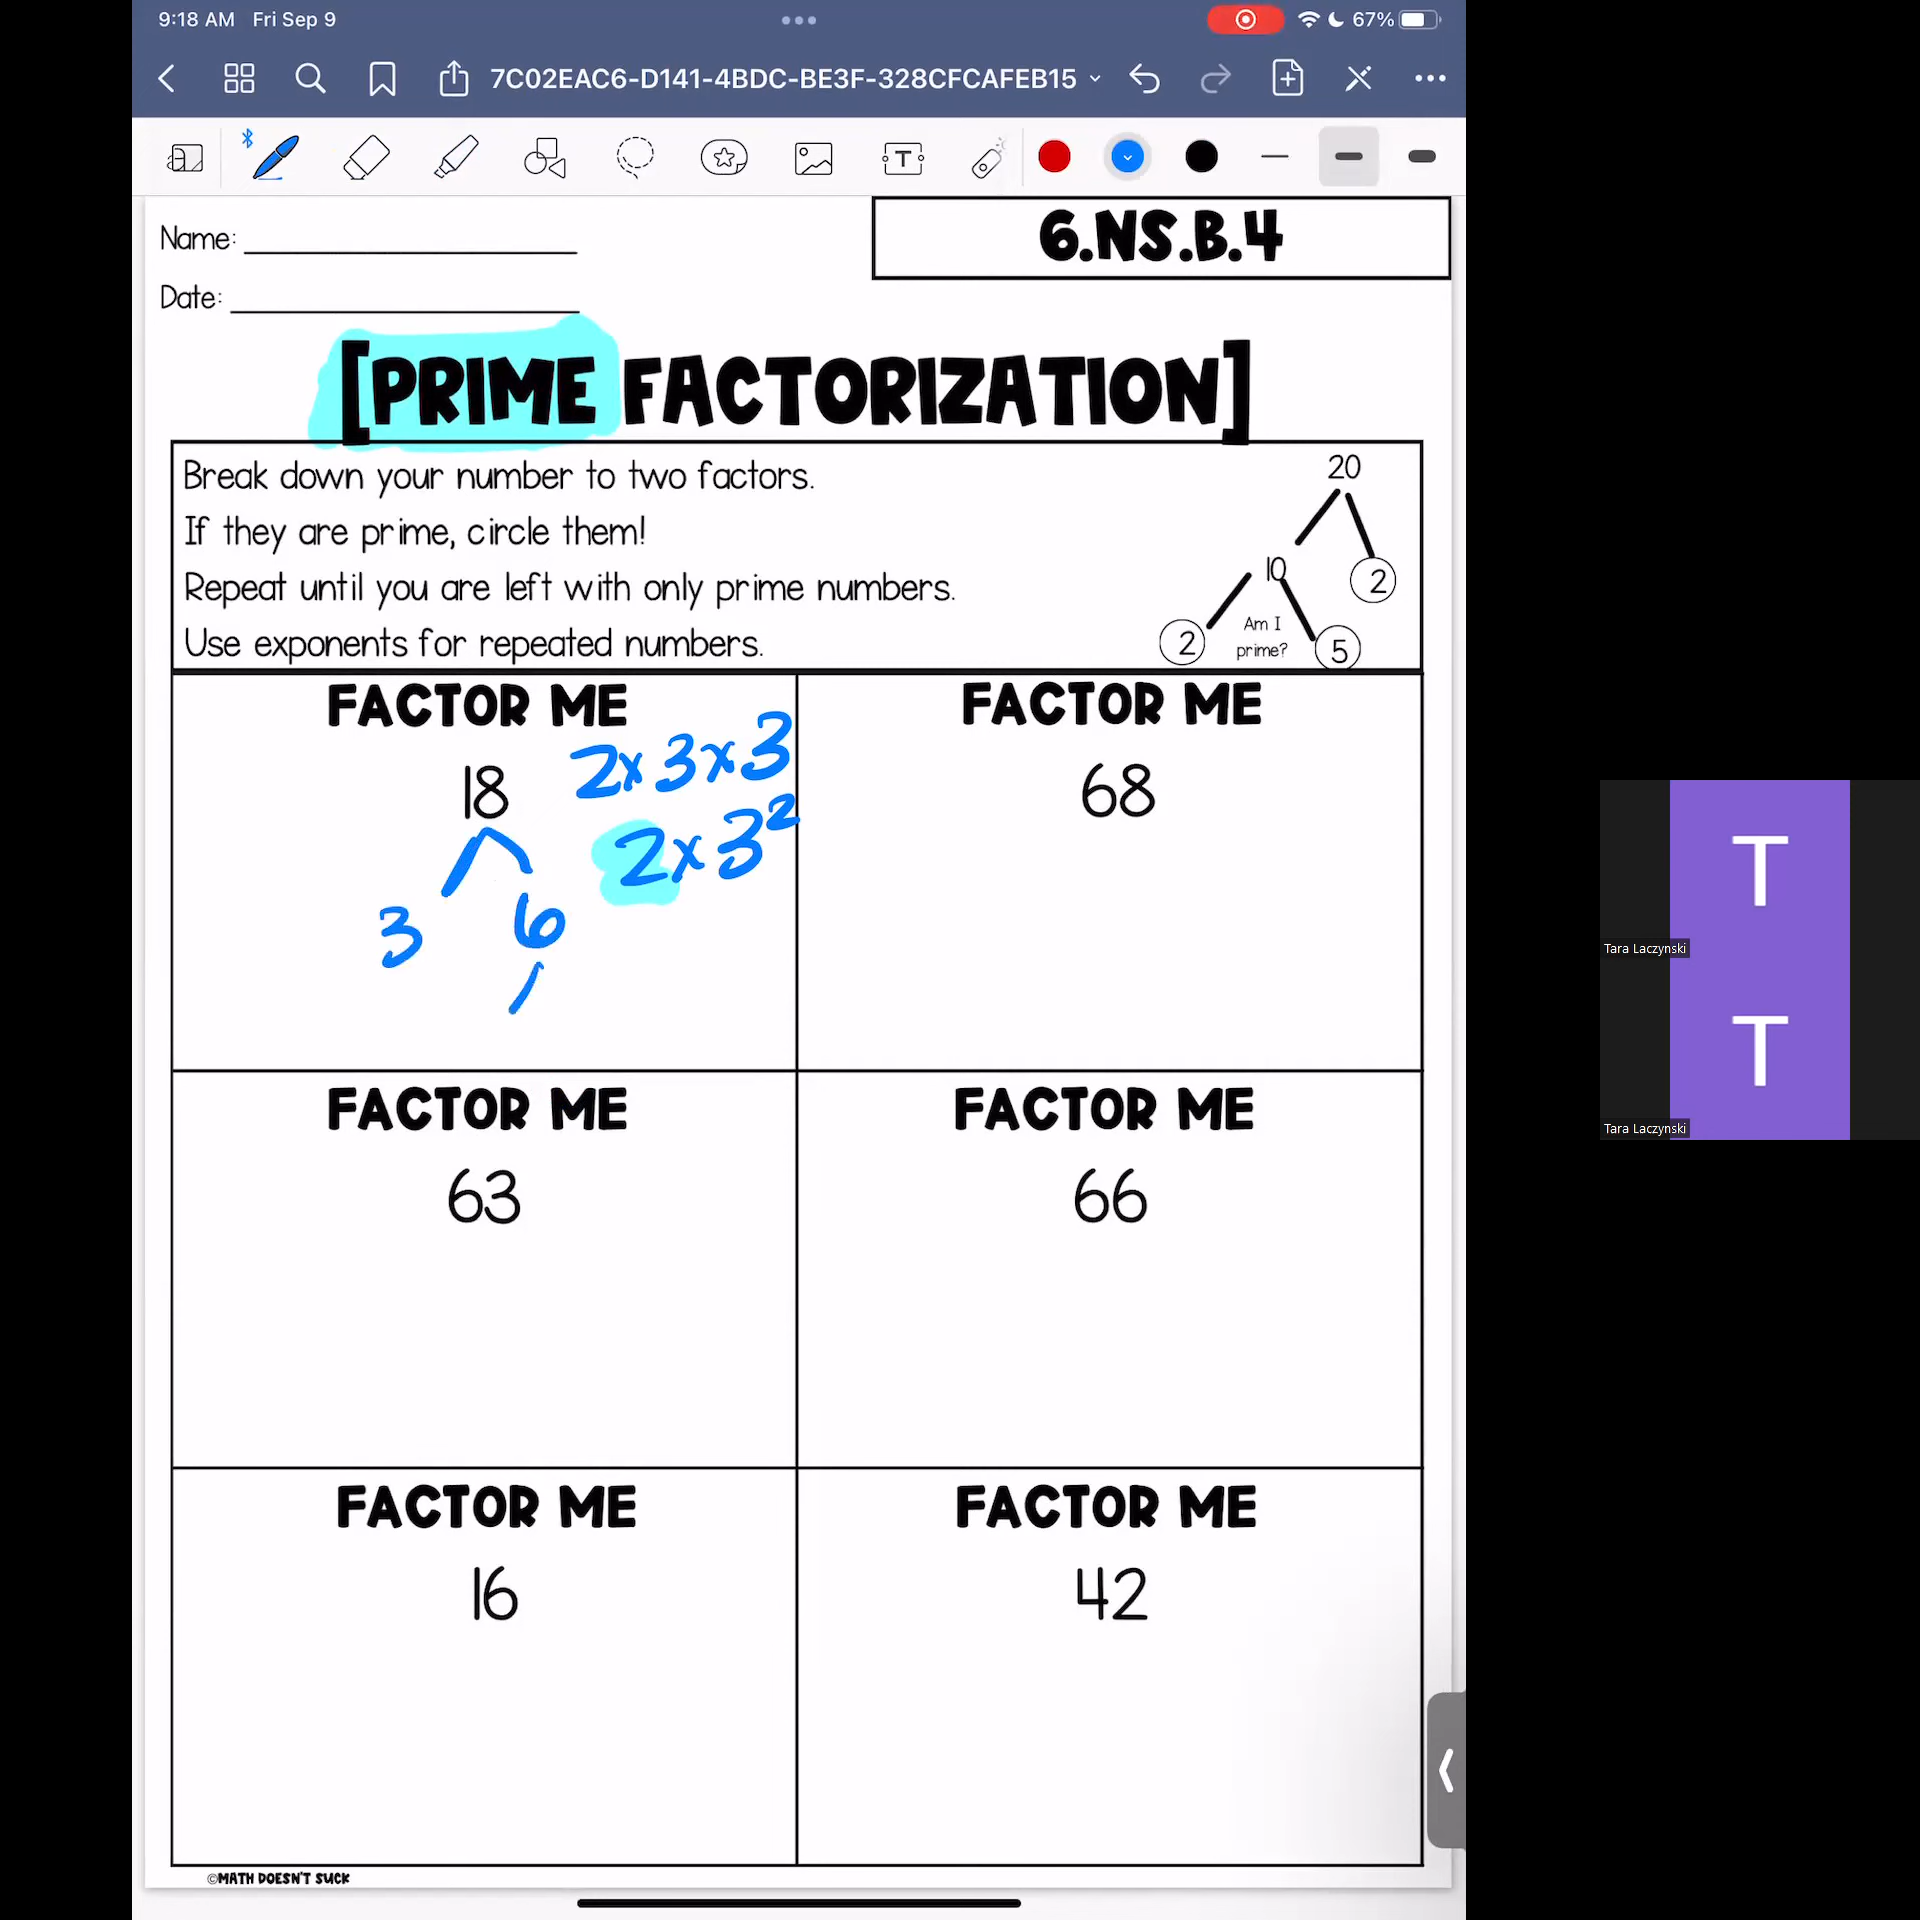 9:18 AM Fri Sep 9
67%
7C02EAC6-D141-4BDC-BE3F-328CFCAFEB15
Name:
6.NS.B.4
Date:
[PRIME FACTORIZATION]
Break down your number to two factors.
If they are prime, circle them!
Repeat until you are left with only prime numbers.
Use exponents for repeated numbers.
20
10
2
2
Am I
prime?
5
FACTOR ME
18
2x3x3
2x3²
3
6
FACTOR ME
68
FACTOR ME
63
FACTOR ME
66
FACTOR ME
16
FACTOR ME
42
©MATH DOESN'T SUCK
T
Tara Laczynski
T
Tara Laczynski